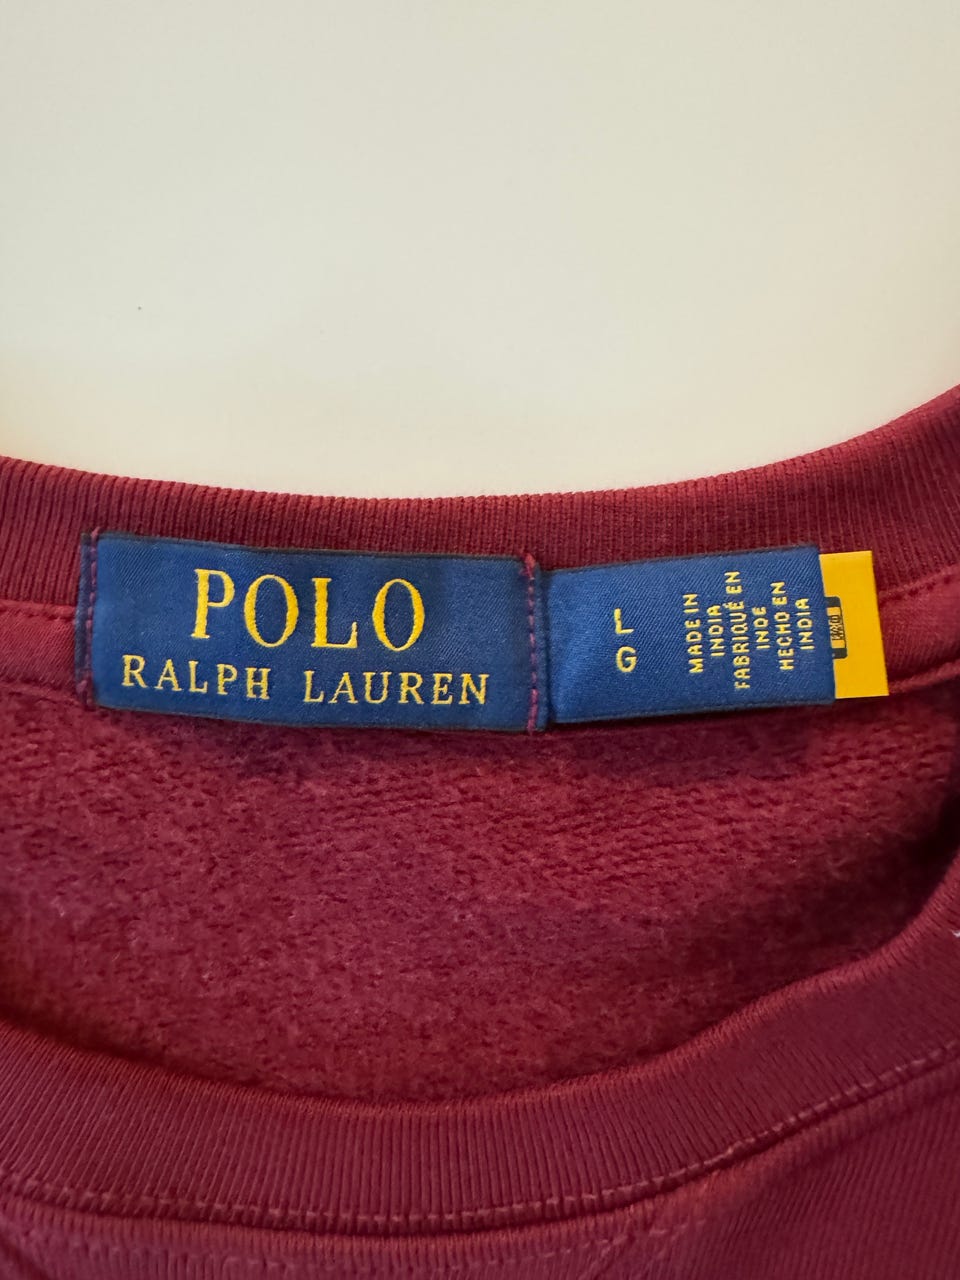 POLO
RALPH LAUREN
L
G
MADE IN
INDIA
FABRIQUÉ EN
INDE
HECHO EN
INDIA